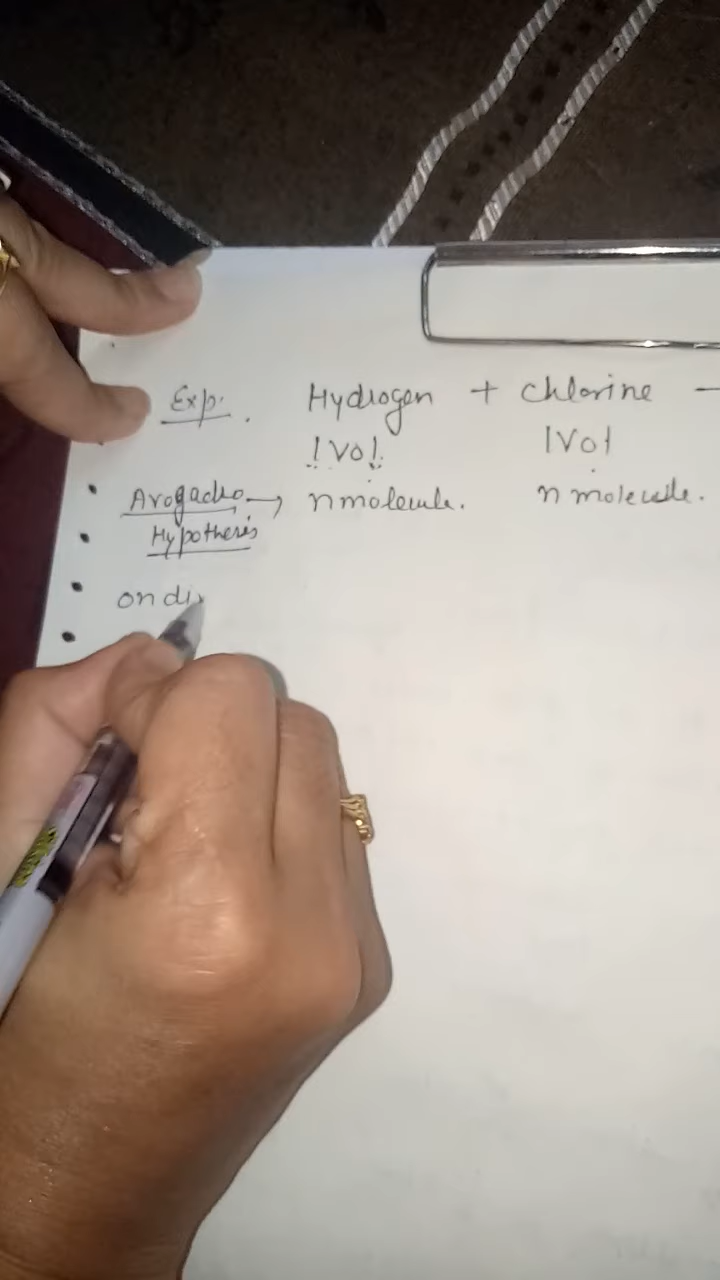 Exp. Hydrogen + chlorine -
1 Vol. 1 Vol
Avogadro → n molecule. n molecule.
Hypothesis
on di